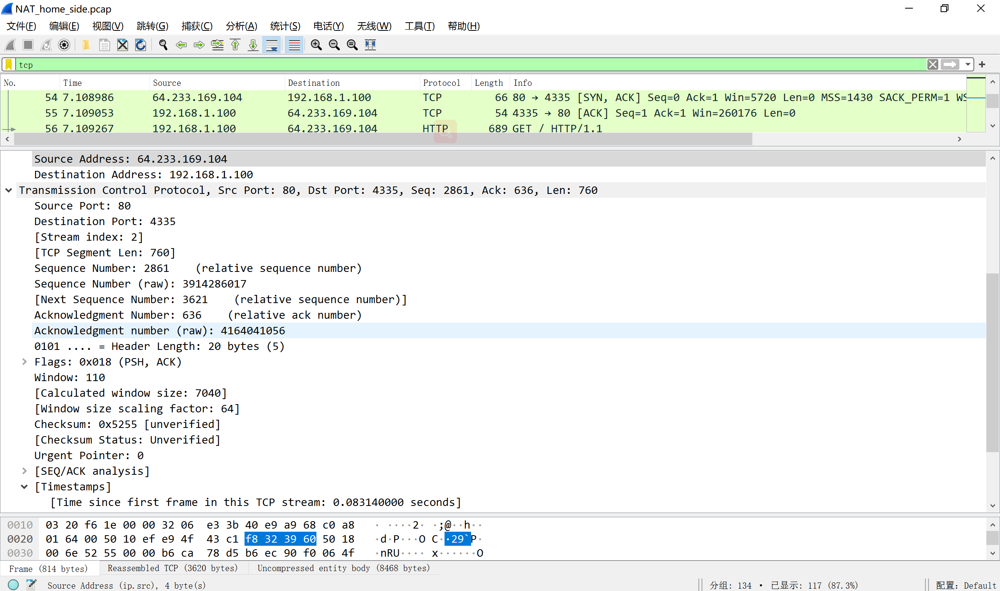 NAT_home_side.pcap
文件(F) 编辑(E) 视图(V) 跳转(G) 捕获(C) 分析(A) 统计(S) 电话(Y) 无线(W) 工具(T) 帮助(H)
tcp
No. Time Source Destination Protocol Length Info
54 7.108986 64.233.169.104 192.168.1.100 TCP 66 80 → 4335 [SYN, ACK] Seq=0 Ack=1 Win=5720 Len=0 MSS=1430 SACK_PERM=1 WS
55 7.109053 192.168.1.100 64.233.169.104 TCP 54 4335 → 80 [ACK] Seq=1 Ack=1 Win=260176 Len=0
56 7.109267 192.168.1.100 64.233.169.104 HTTP 689 GET / HTTP/1.1
Source Address: 64.233.169.104
Destination Address: 192.168.1.100
Transmission Control Protocol, Src Port: 80, Dst Port: 4335, Seq: 2861, Ack: 636, Len: 760
Source Port: 80
Destination Port: 4335
[Stream index: 2]
[TCP Segment Len: 760]
Sequence Number: 2861 (relative sequence number)
Sequence Number (raw): 3914286017
[Next Sequence Number: 3621 (relative sequence number)]
Acknowledgment Number: 636 (relative ack number)
Acknowledgment number (raw): 4164041056
0101 .... = Header Length: 20 bytes (5)
Flags: 0x018 (PSH, ACK)
Window: 110
[Calculated window size: 7040]
[Window size scaling factor: 64]
Checksum: 0x5255 [unverified]
[Checksum Status: Unverified]
Urgent Pointer: 0
[SEQ/ACK analysis]
[Timestamps]
[Time since first frame in this TCP stream: 0.083140000 seconds]
0010 03 20 f6 1e 00 00 32 06 e3 3b 40 e9 a9 68 c0 a8 · ····2· ·;@··h··
0020 01 64 00 50 10 ef e9 4f 43 c1 f8 32 39 60 50 18 ·d·P···O C··29`P·
0030 00 6e 52 55 00 00 b6 ca 78 d5 b6 ec 90 f0 06 4f ·nRU···· x······O
Frame (814 bytes) Reassembled TCP (3620 bytes) Uncompressed entity body (8468 bytes)
Source Address (ip.src), 4 byte(s) 分组: 134 · 已显示: 117 (87.3%) 配置: Default